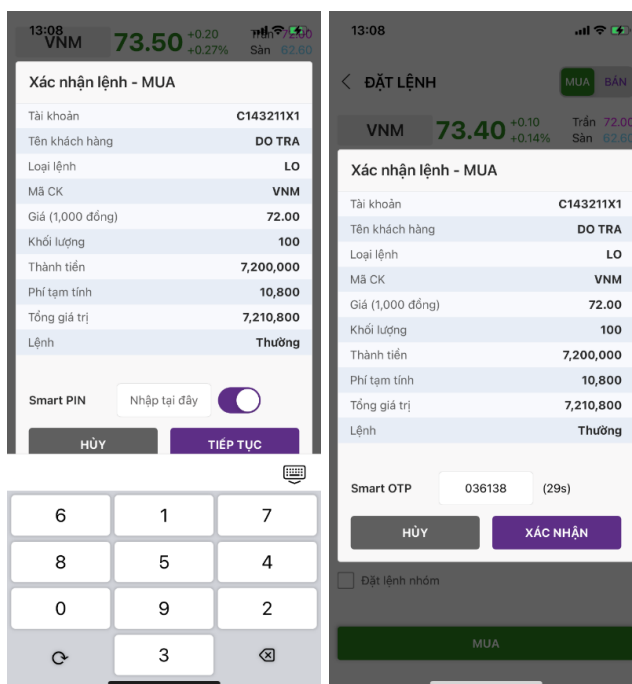 13:08
VNM 73.50 +0.20 72.00
+0.27% Sàn 62.60
Xác nhận lệnh - MUA
Tài khoản C143211X1
Tên khách hàng DO TRA
Loại lệnh LO
Mã CK VNM
Giá (1,000 đồng) 72.00
Khối lượng 100
Thành tiền 7,200,000
Phí tạm tính 10,800
Tổng giá trị 7,210,800
Lệnh Thường
Smart PIN Nhập tại đây
HỦY TIẾP TỤC
6 1 7
8 5 4
0 9 2
3
13:08
ĐẶT LỆNH MUA BÁN
VNM 73.40 +0.10 Trần 72.00
+0.14% Sàn 62.60
Xác nhận lệnh - MUA
Tài khoản C143211X1
Tên khách hàng DO TRA
Loại lệnh LO
Mã CK VNM
Giá (1,000 đồng) 72.00
Khối lượng 100
Thành tiền 7,200,000
Phí tạm tính 10,800
Tổng giá trị 7,210,800
Lệnh Thường
Smart OTP 036138 (29s)
HỦY XÁC NHẬN
Đặt lệnh nhóm
MUA